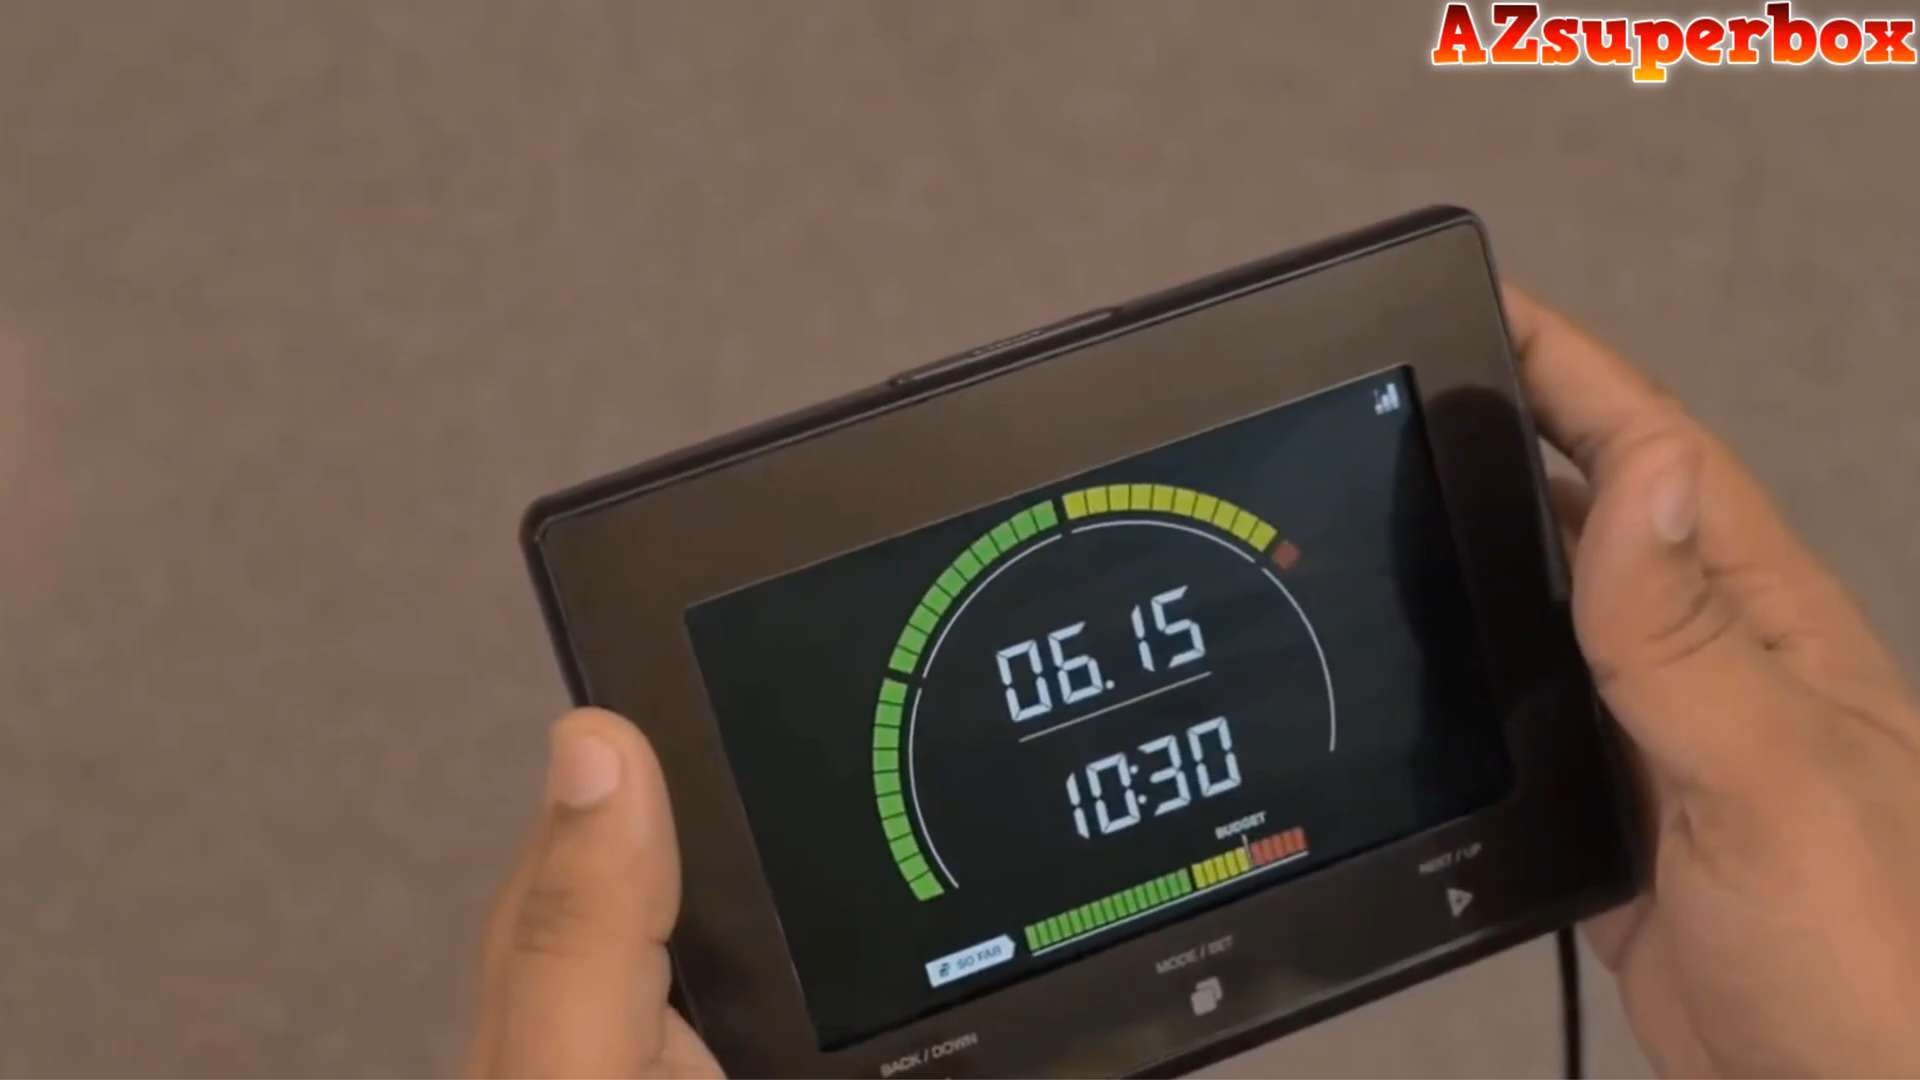 AZsuperbox
06.15
10:30
BUDGET
SO FAR
NEXT / UP
MODE / SET
BACK / DOWN